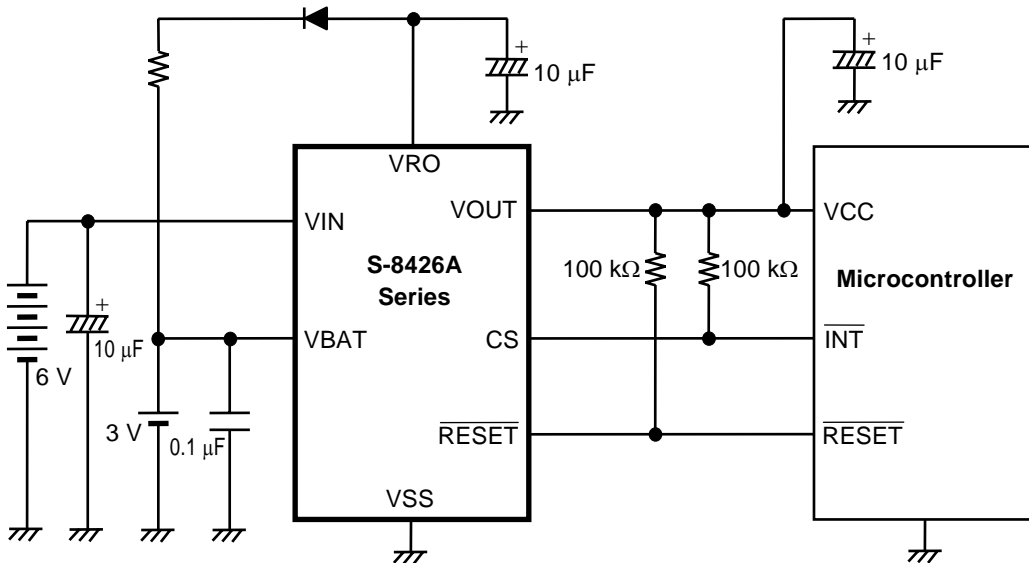 +
10 μF
+
10 μF
VRO
VIN
VOUT
VCC
S-8426A
Series
100 kΩ
100 kΩ
Microcontroller
+
10 μF
6 V
VBAT
CS
INT
3 V
0.1 μF
RESET
RESET
VSS